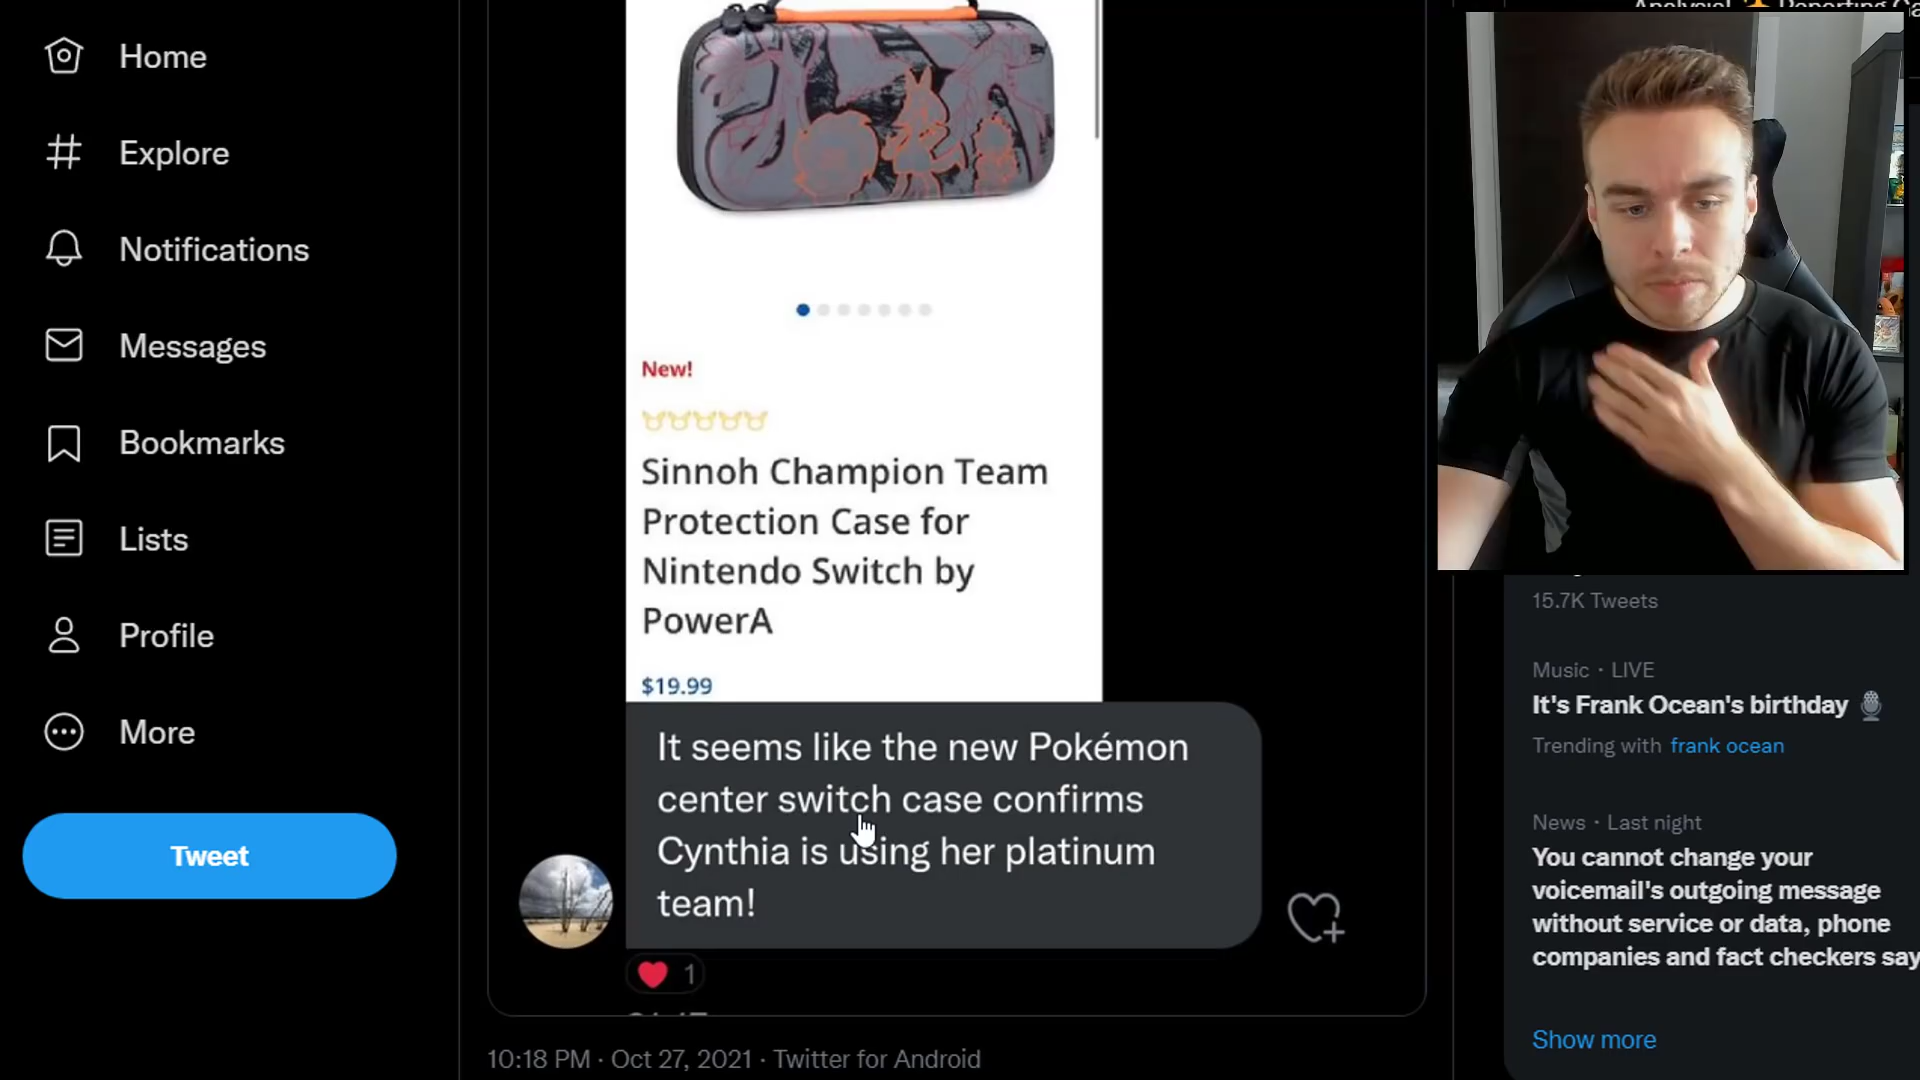 Home
Explore
Notifications
Messages
Bookmarks
Lists
Profile
More
Tweet
New!
Sinnoh Champion Team
Protection Case for
Nintendo Switch by
PowerA
$19.99
It seems like the new Pokémon
center switch case confirms
Cynthia is using her platinum
team!
1
10:18 PM · Oct 27, 2021 · Twitter for Android
15.7K Tweets
Music · LIVE
It's Frank Ocean's birthday
Trending with frank ocean
News · Last night
You cannot change your
voicemail's outgoing message
without service or data, phone
companies and fact checkers say
Show more